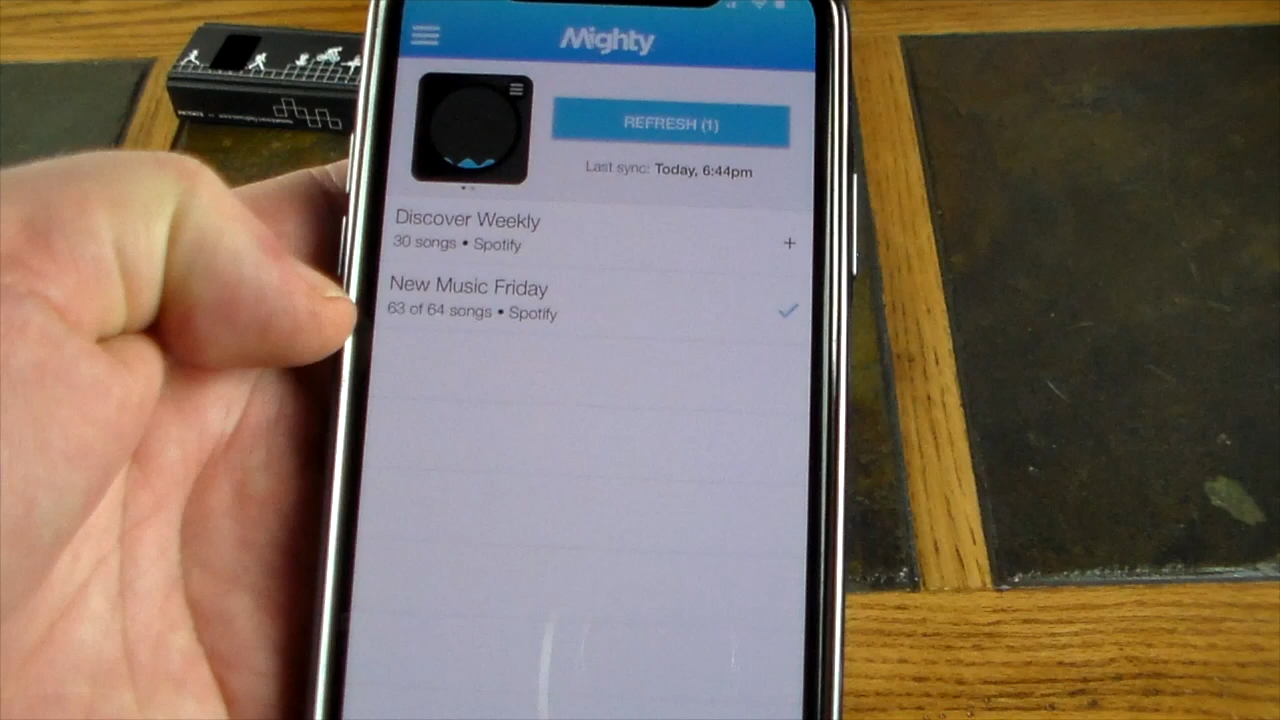 Mighty
REFRESH (1)
Last sync: Today, 6:44pm
Discover Weekly
30 songs • Spotify
+
New Music Friday
63 of 64 songs • Spotify